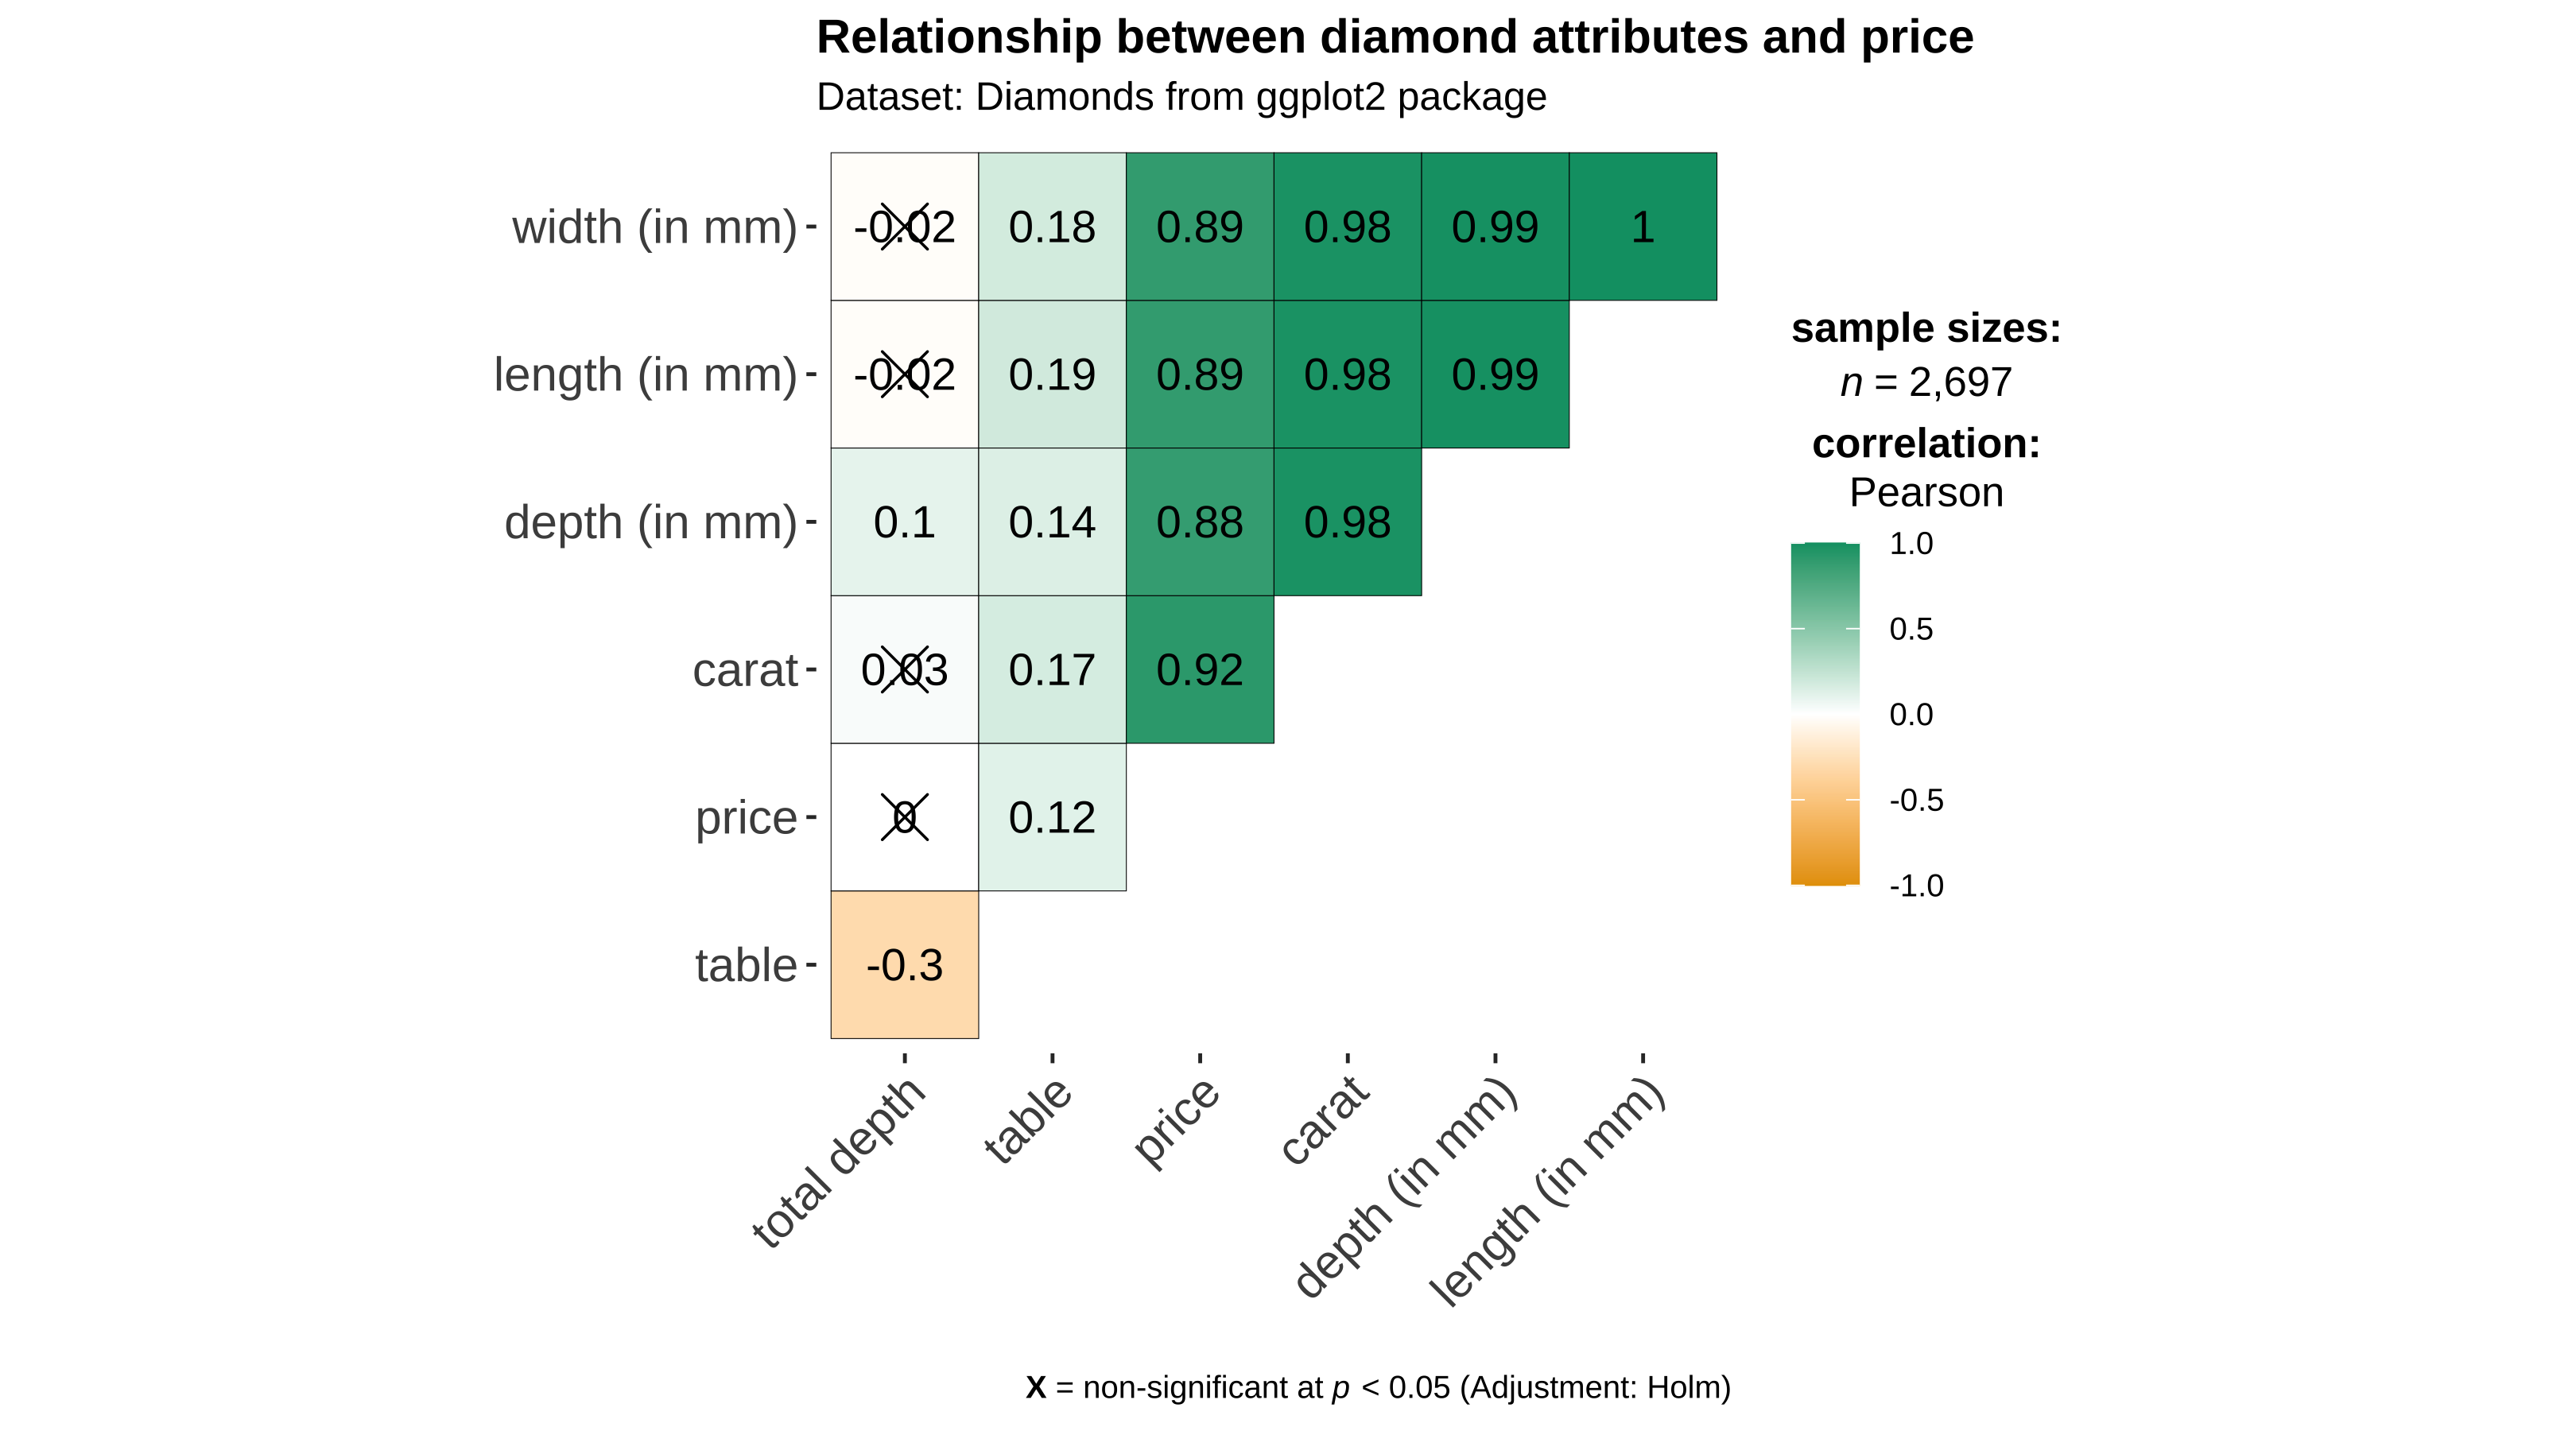 Relationship between diamond attributes and price
Dataset: Diamonds from ggplot2 package
width (in mm) -0.02 0.18 0.89 0.98 0.99 1
length (in mm) -0.02 0.19 0.89 0.98 0.99
depth (in mm) 0.1 0.14 0.88 0.98
carat 0.03 0.17 0.92
price 0 0.12
table -0.3
total depth table price carat depth (in mm) length (in mm)
sample sizes:
n = 2,697
correlation:
Pearson
1.0
0.5
0.0
-0.5
-1.0
X = non-significant at p < 0.05 (Adjustment: Holm)